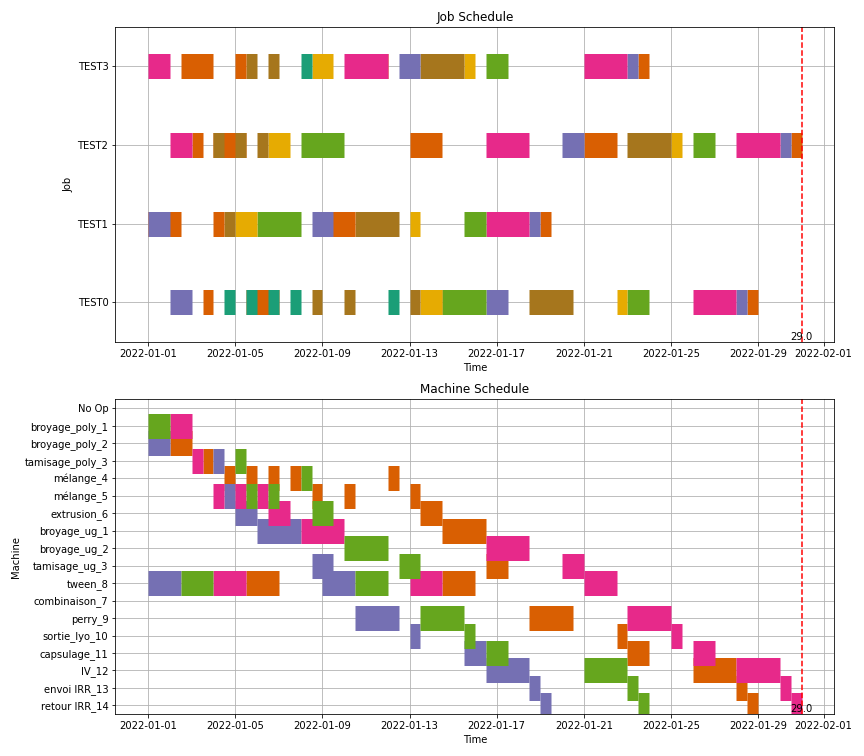 Job Schedule
TEST3
TEST2
TEST1
TEST0
Job
29.0
2022-01-01 2022-01-05 2022-01-09 2022-01-13 2022-01-17 2022-01-21 2022-01-25 2022-01-29 2022-02-01
Time
Machine Schedule
No Op
broyage_poly_1
broyage_poly_2
tamisage_poly_3
mélange_4
mélange_5
extrusion_6
broyage_ug_1
broyage_ug_2
tamisage_ug_3
tween_8
combinaison_7
perry_9
sortie_lyo_10
capsulage_11
IV_12
envoi IRR_13
retour IRR_14
Machine
29.0
2022-01-01 2022-01-05 2022-01-09 2022-01-13 2022-01-17 2022-01-21 2022-01-25 2022-01-29 2022-02-01
Time